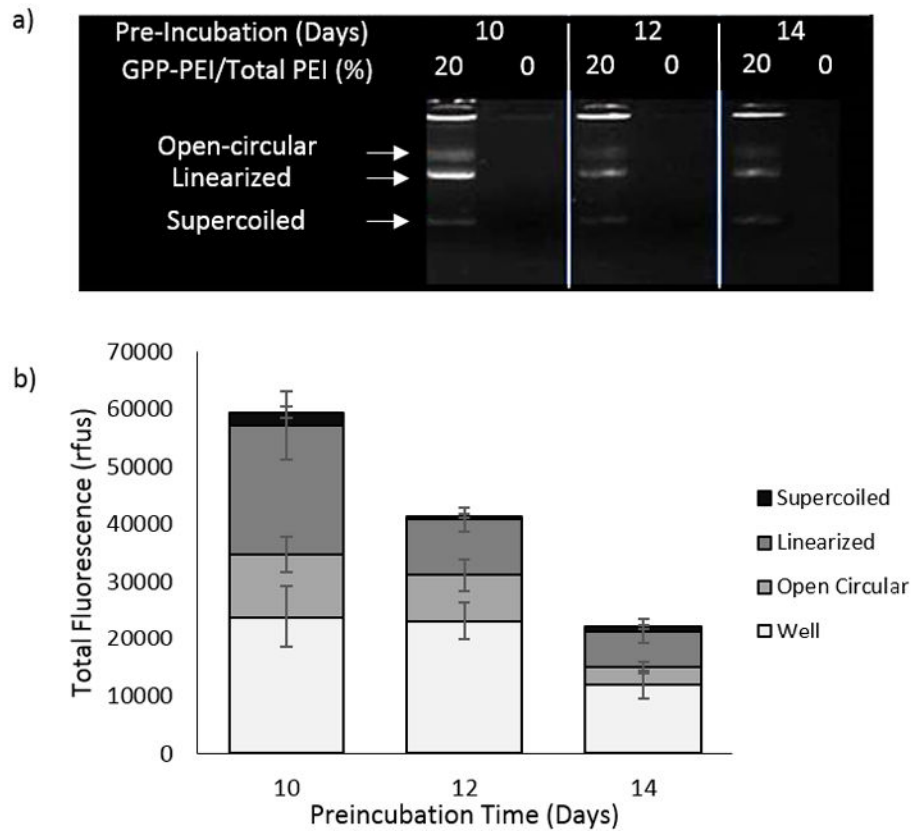 a)
Pre-Incubation (Days) 10 12 14
GPP-PEI/Total PEI (%) 20 0 20 0 20 0
Open-circular
Linearized
Supercoiled
b)
Total Fluorescence (rfus)
70000
60000
50000
40000
30000
20000
10000
0
10 12 14
Preincubation Time (Days)
Supercoiled
Linearized
Open Circular
Well